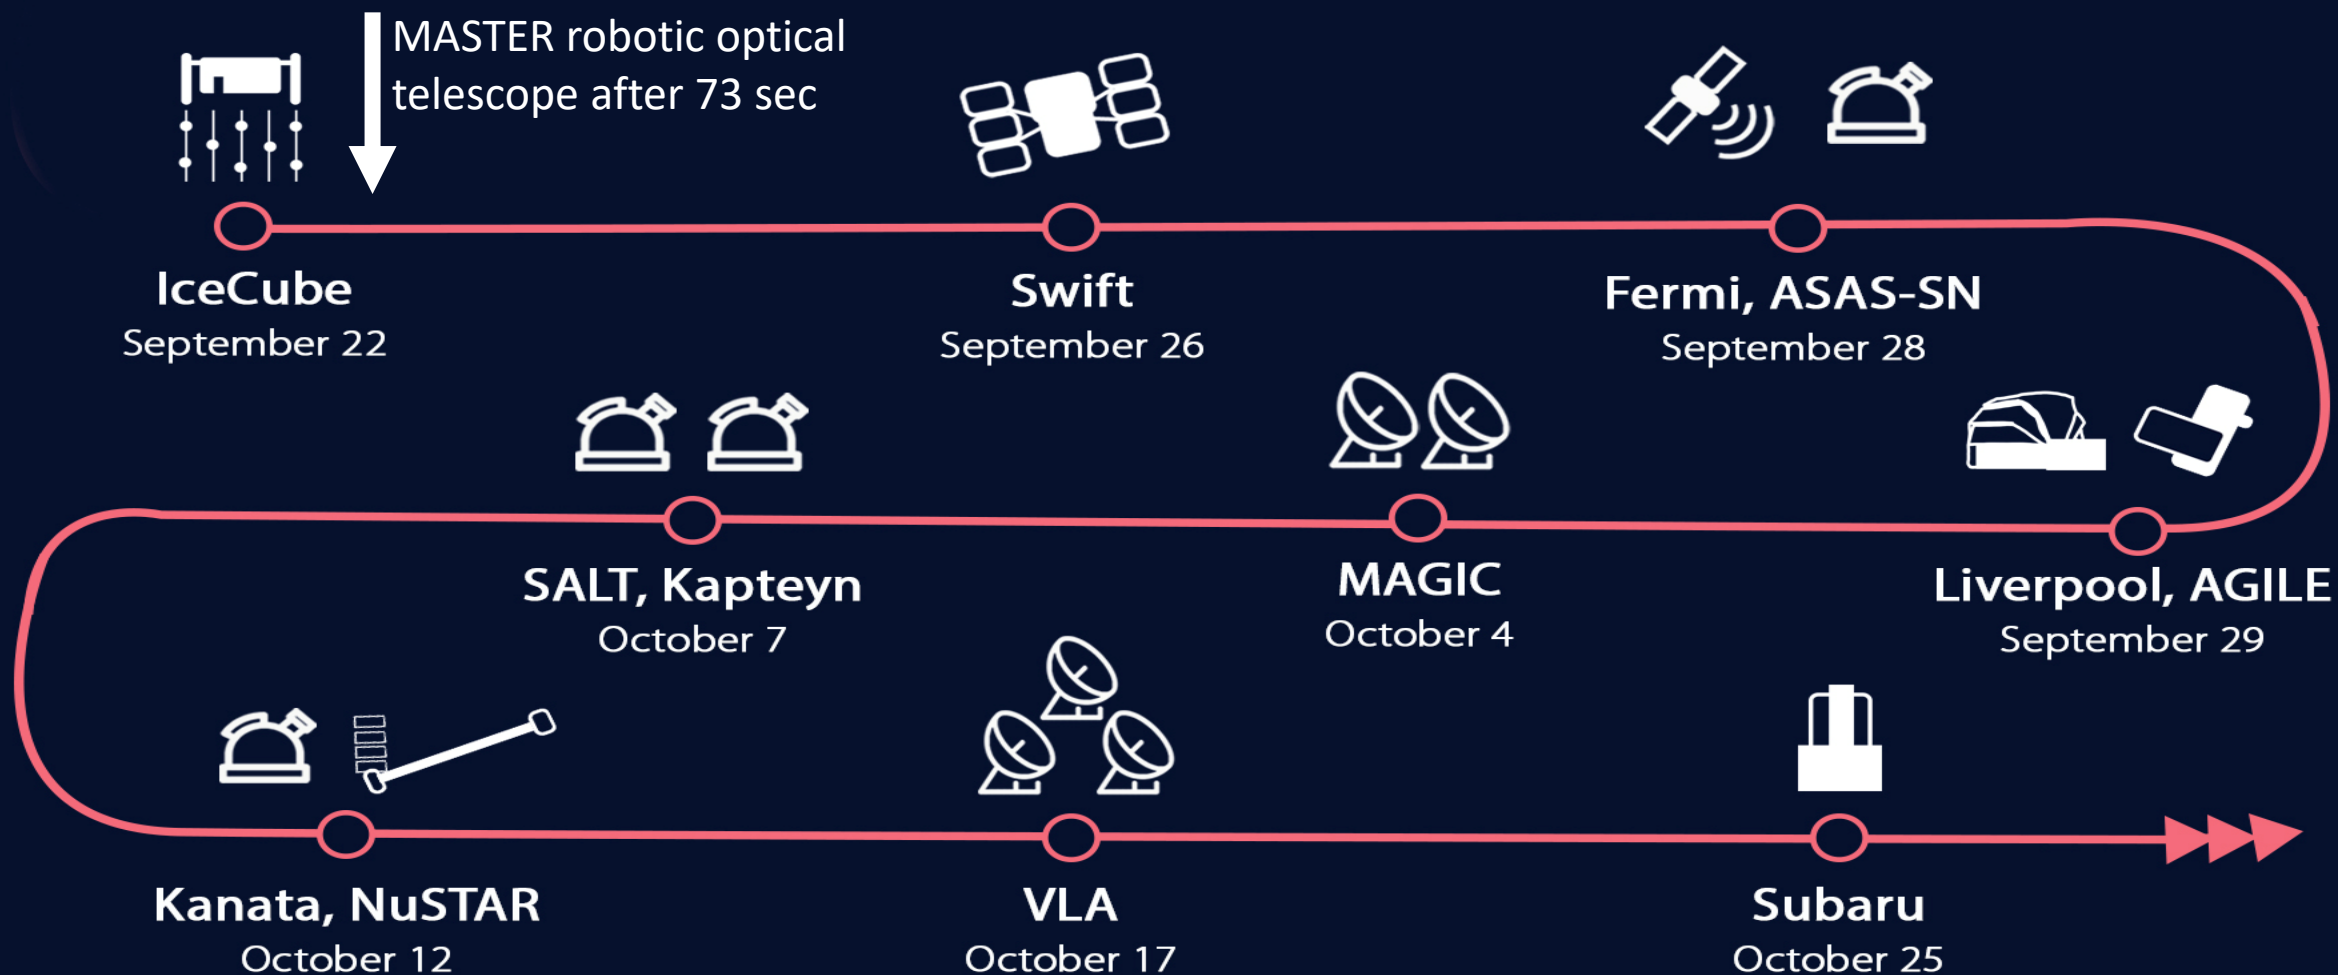 MASTER robotic optical
telescope after 73 sec
IceCube
September 22
Swift
September 26
Fermi, ASAS-SN
September 28
Liverpool, AGILE
September 29
MAGIC
October 4
SALT, Kapteyn
October 7
Kanata, NuSTAR
October 12
VLA
October 17
Subaru
October 25